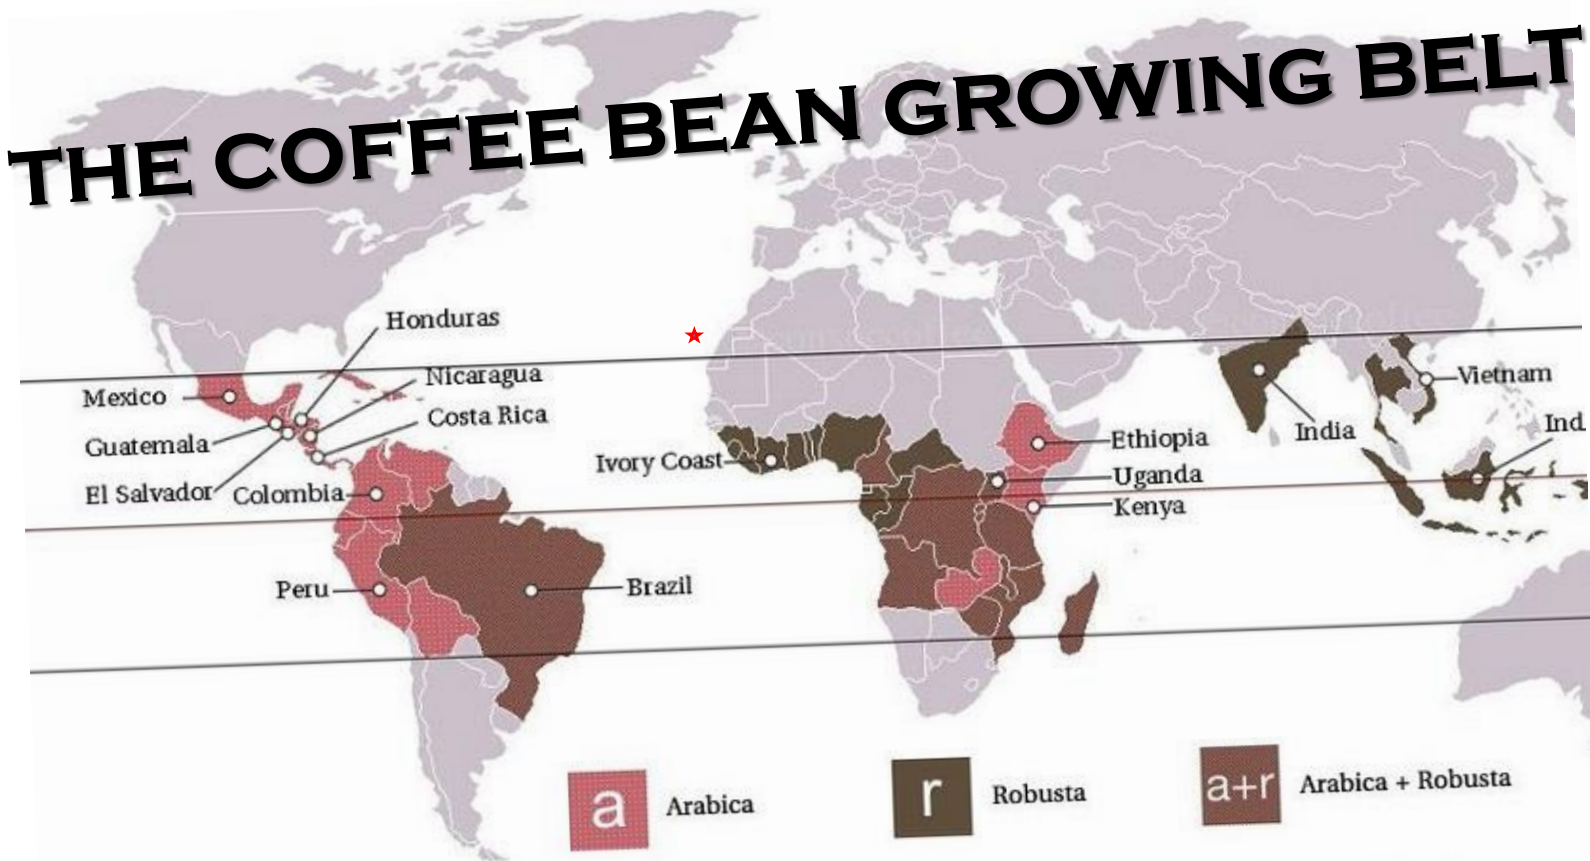 THE COFFEE BEAN GROWING BELT
Honduras
Nicaragua
Mexico
Costa Rica
Guatemala
El Salvador
Colombia
Ivory Coast
Ethiopia
Uganda
Kenya
India
Vietnam
Ind
Peru
Brazil
a Arabica
r Robusta
a+r Arabica + Robusta